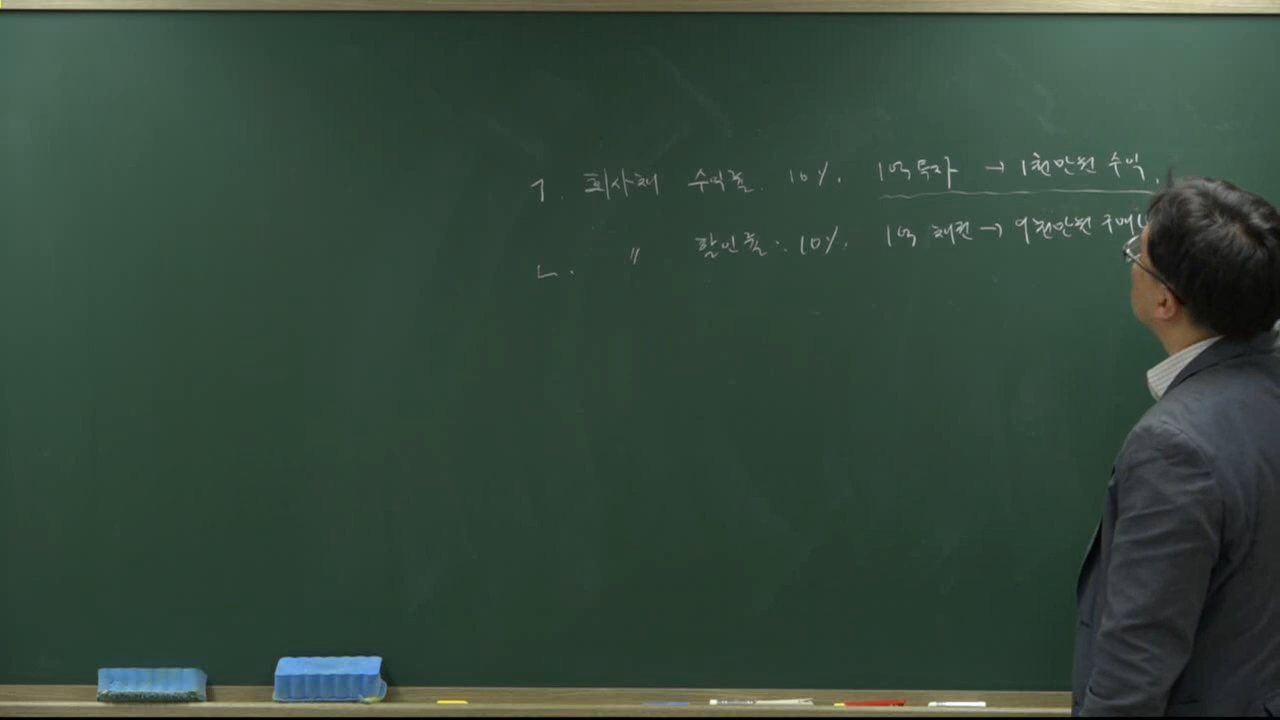 ㄱ. 회사채 수익률. 10%. 1억 투자 → 1천만원 수익.
ㄴ. 〃 할인율 : 10%. 1억 채권 → 9천만원 구매